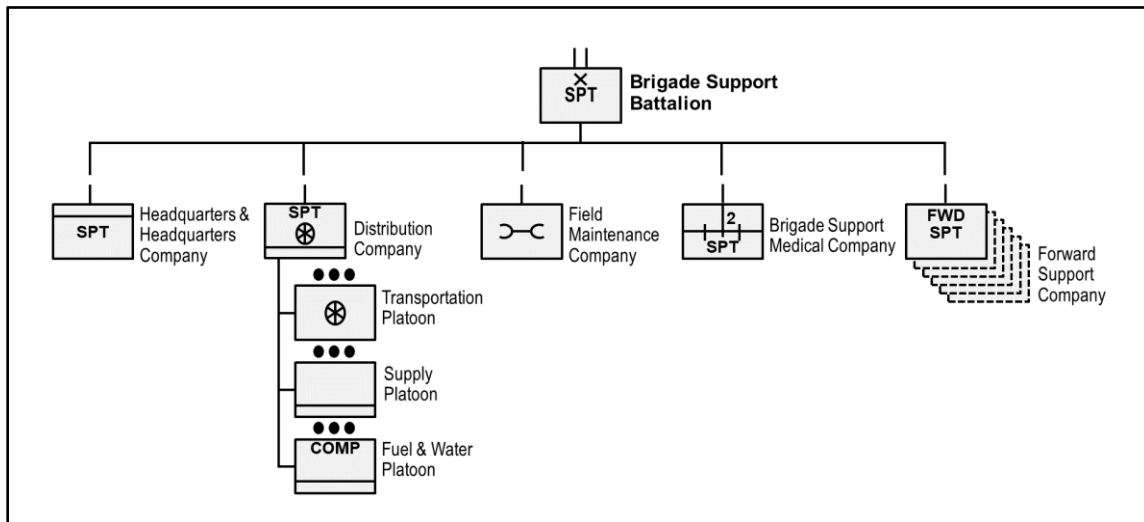 SPT
Brigade Support
Battalion
SPT
Headquarters &
Headquarters
Company
SPT
Distribution
Company
Field
Maintenance
Company
2
SPT
Brigade Support
Medical Company
FWD
SPT
Forward
Support
Company
Transportation
Platoon
Supply
Platoon
COMP
Fuel & Water
Platoon